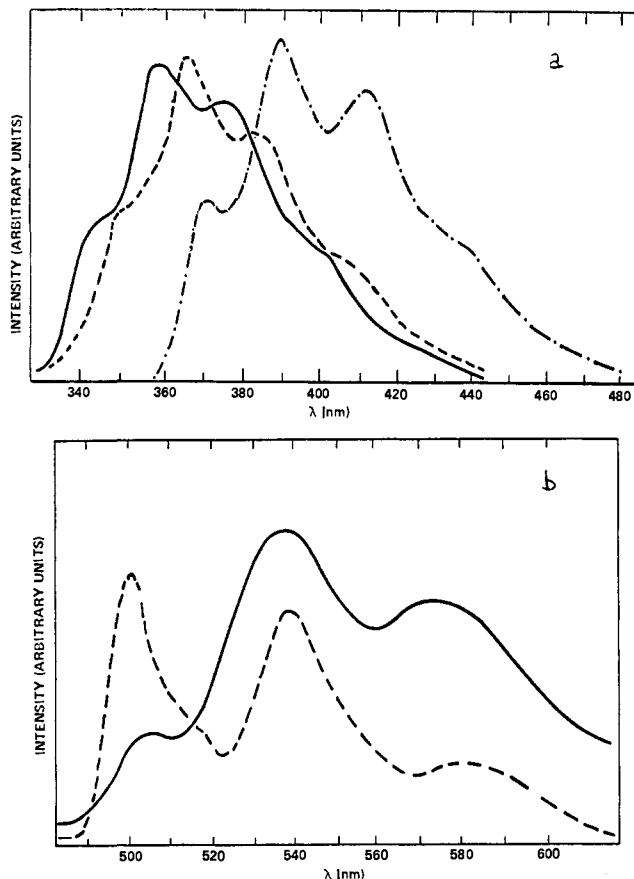 a
INTENSITY (ARBITRARY UNITS)
340 360 380 400 420 440 460 480
λ (nm)
b
INTENSITY (ARBITRARY UNITS)
500 520 540 560 580 600
λ (nm)